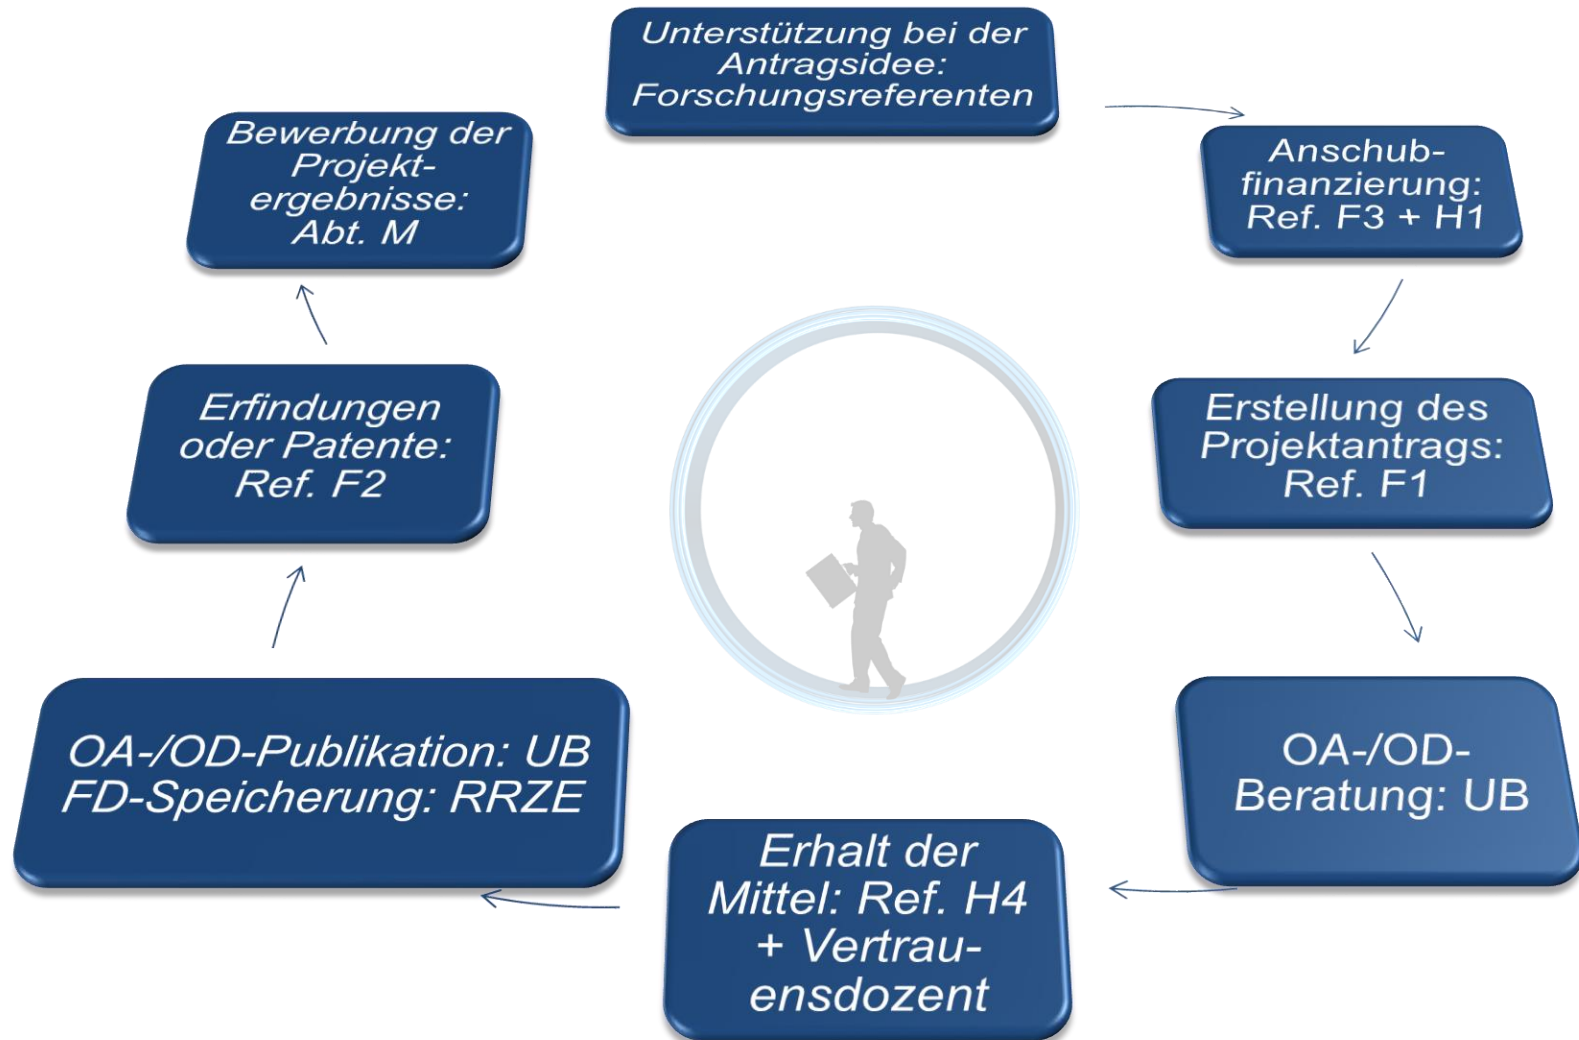 Unterstützung bei der
Antragsidee:
Forschungsreferenten
Anschub-
finanzierung:
Ref. F3 + H1
Erstellung des
Projektantrags:
Ref. F1
OA-/OD-
Beratung: UB
Erhalt der
Mittel: Ref. H4
+ Vertrau-
ensdozent
OA-/OD-Publikation: UB
FD-Speicherung: RRZE
Erfindungen
oder Patente:
Ref. F2
Bewerbung der
Projekt-
ergebnisse:
Abt. M